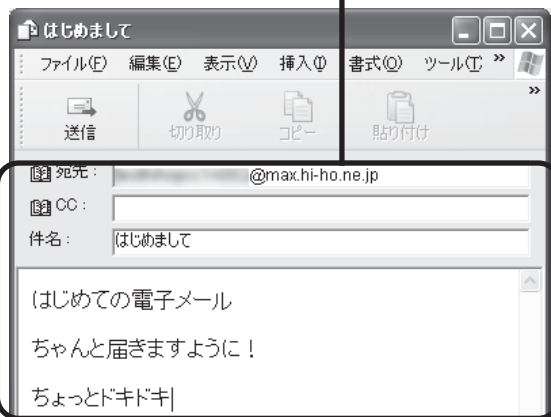 はじめまして
ファイル(F) 編集(E) 表示(V) 挿入(I) 書式(O) ツール(T) »
»
送信 切り取り コピー 貼り付け
宛先: @max.hi-ho.ne.jp
CC:
件名: はじめまして
はじめての電子メール
ちゃんと届きますように！
ちょっとドキドキ